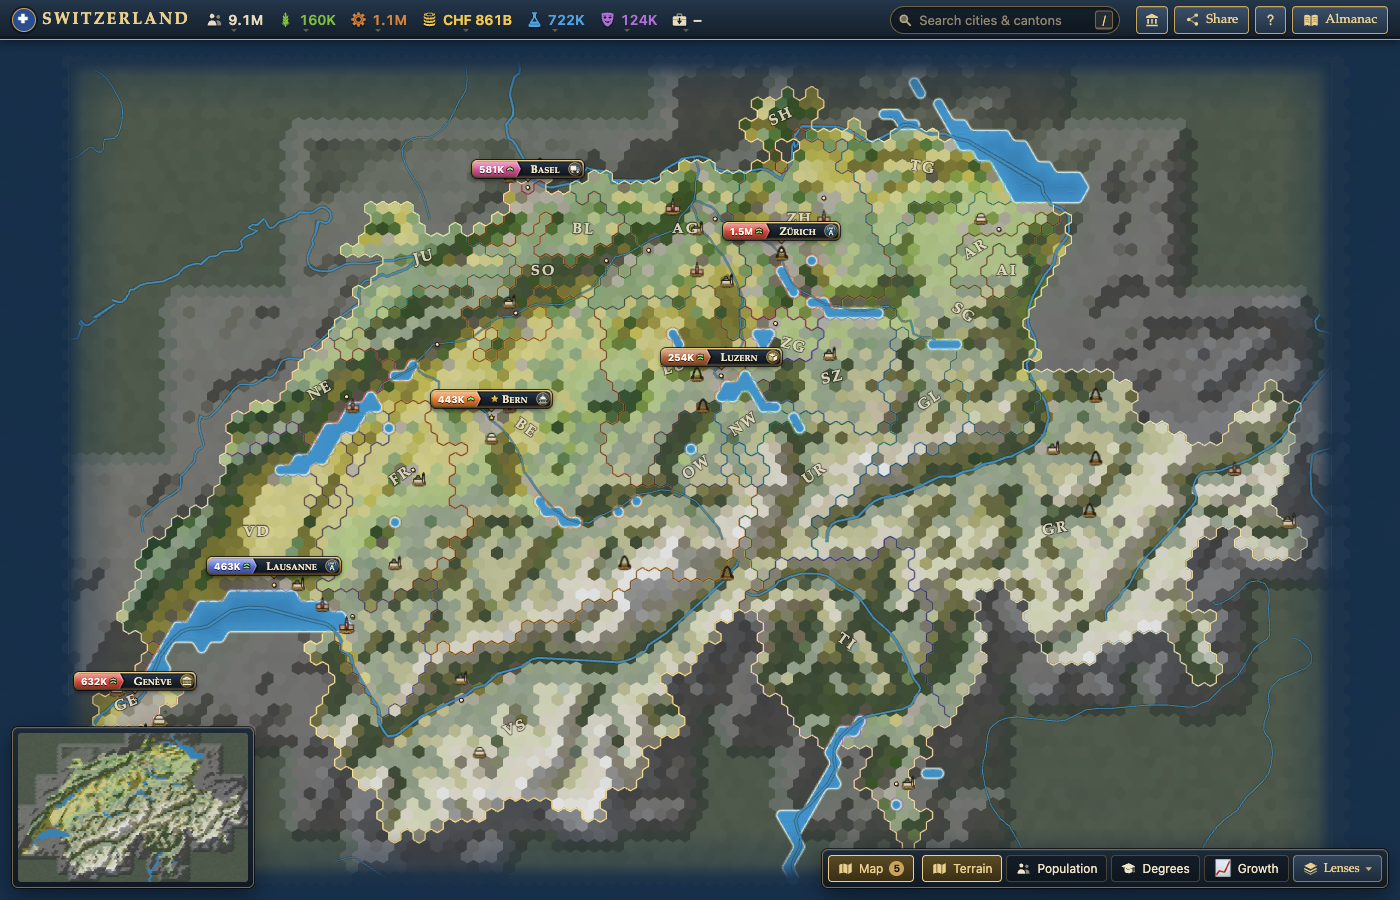 SWITZERLAND
9.1M
160K
1.1M
CHF 861B
722K
124K
–
Search cities & cantons
/
Share
?
Almanac
SH
581K BASEL
TG
BL
AG
ZH
1.5M ZÜRICH
JU
SO
AR
AI
SG
ZG
254K LUZERN
SZ
NE
443K ★ BERN
GL
BE
NW
OW
UR
FR
VD
GR
463K LAUSANNE
TI
632K GENÈVE
GE
VS
Map 5
Terrain
Population
Degrees
Growth
Lenses